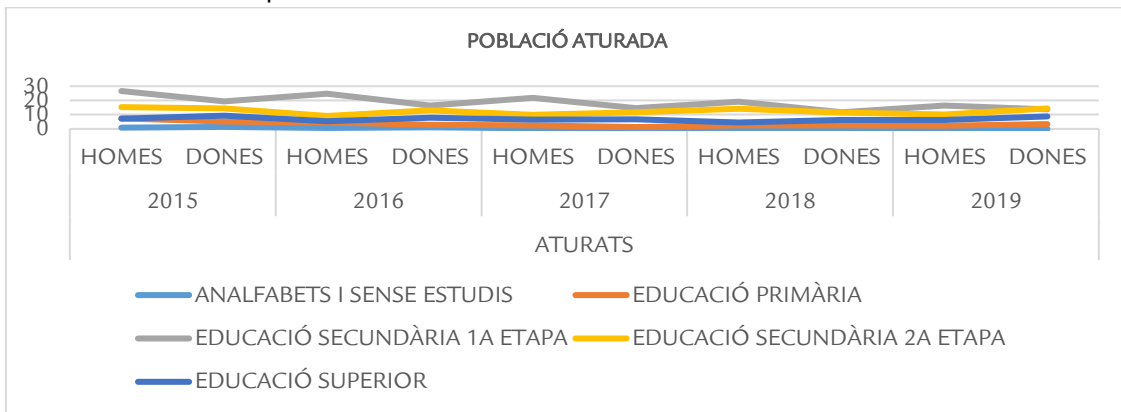 POBLACIÓ ATURADA
30
20
10
0
HOMES DONES HOMES DONES HOMES DONES HOMES DONES HOMES DONES
2015 2016 2017 2018 2019
ATURATS
ANALFABETS I SENSE ESTUDIS EDUCACIÓ PRIMÀRIA
EDUCACIÓ SECUNDÀRIA 1A ETAPA EDUCACIÓ SECUNDÀRIA 2A ETAPA
EDUCACIÓ SUPERIOR